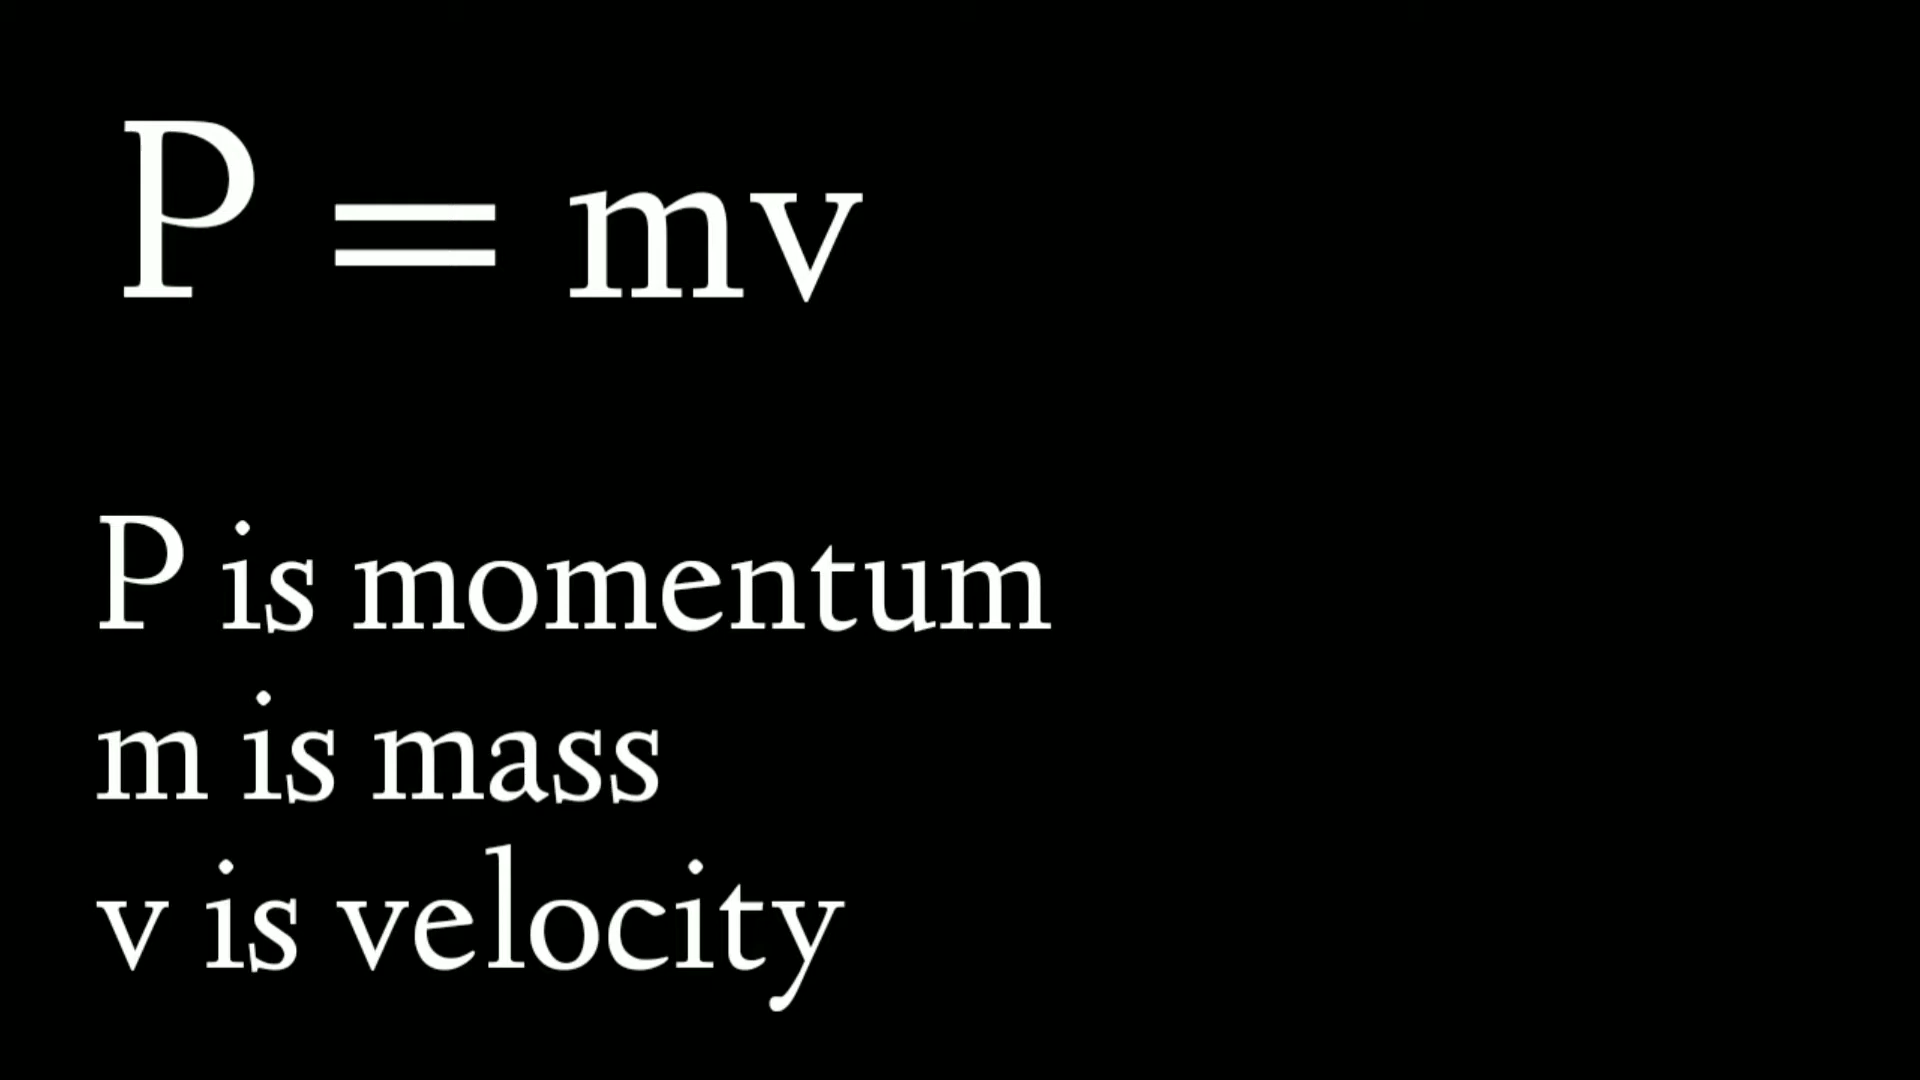 P = mv
P is momentum
m is mass
v is velocity